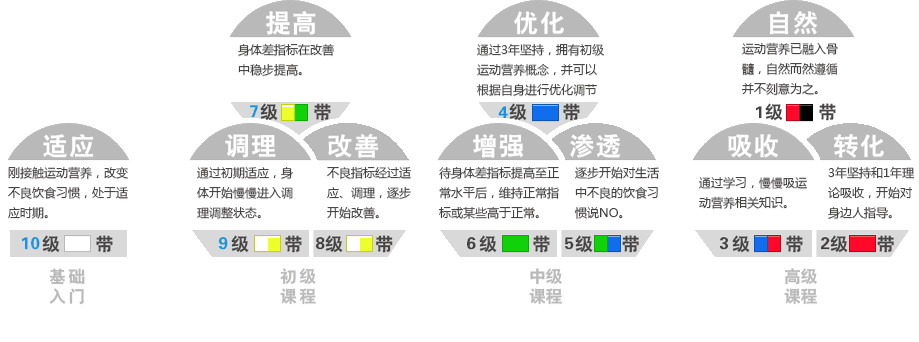 适应
刚接触运动营养，改变
不良饮食习惯，处于适
应时期。
10级 带
基础
入门
提高
身体差指标在改善
中稳步提高。
7级 带
调理
通过初期适应，身
体开始慢慢进入调
理调整状态。
9级 带
改善
不良指标经过适
应、调理，逐步
开始改善。
8级 带
初级
课程
优化
通过3年坚持，拥有初级
运动营养概念，并可以
根据自身进行优化调节
4级 带
增强
待身体差指标提高至正
常水平后，维持正常指
标或某些高于正常。
6级 带
渗透
逐步开始对生活
中不良的饮食习
惯说NO。
5级 带
中级
课程
自然
运动营养已融入骨
髓，自然而然遵循
并不刻意为之。
1级 带
吸收
通过学习，慢慢吸运
动营养相关知识。
3级 带
转化
3年坚持和1年理
论吸收，开始对
身边人指导。
2级 带
高级
课程